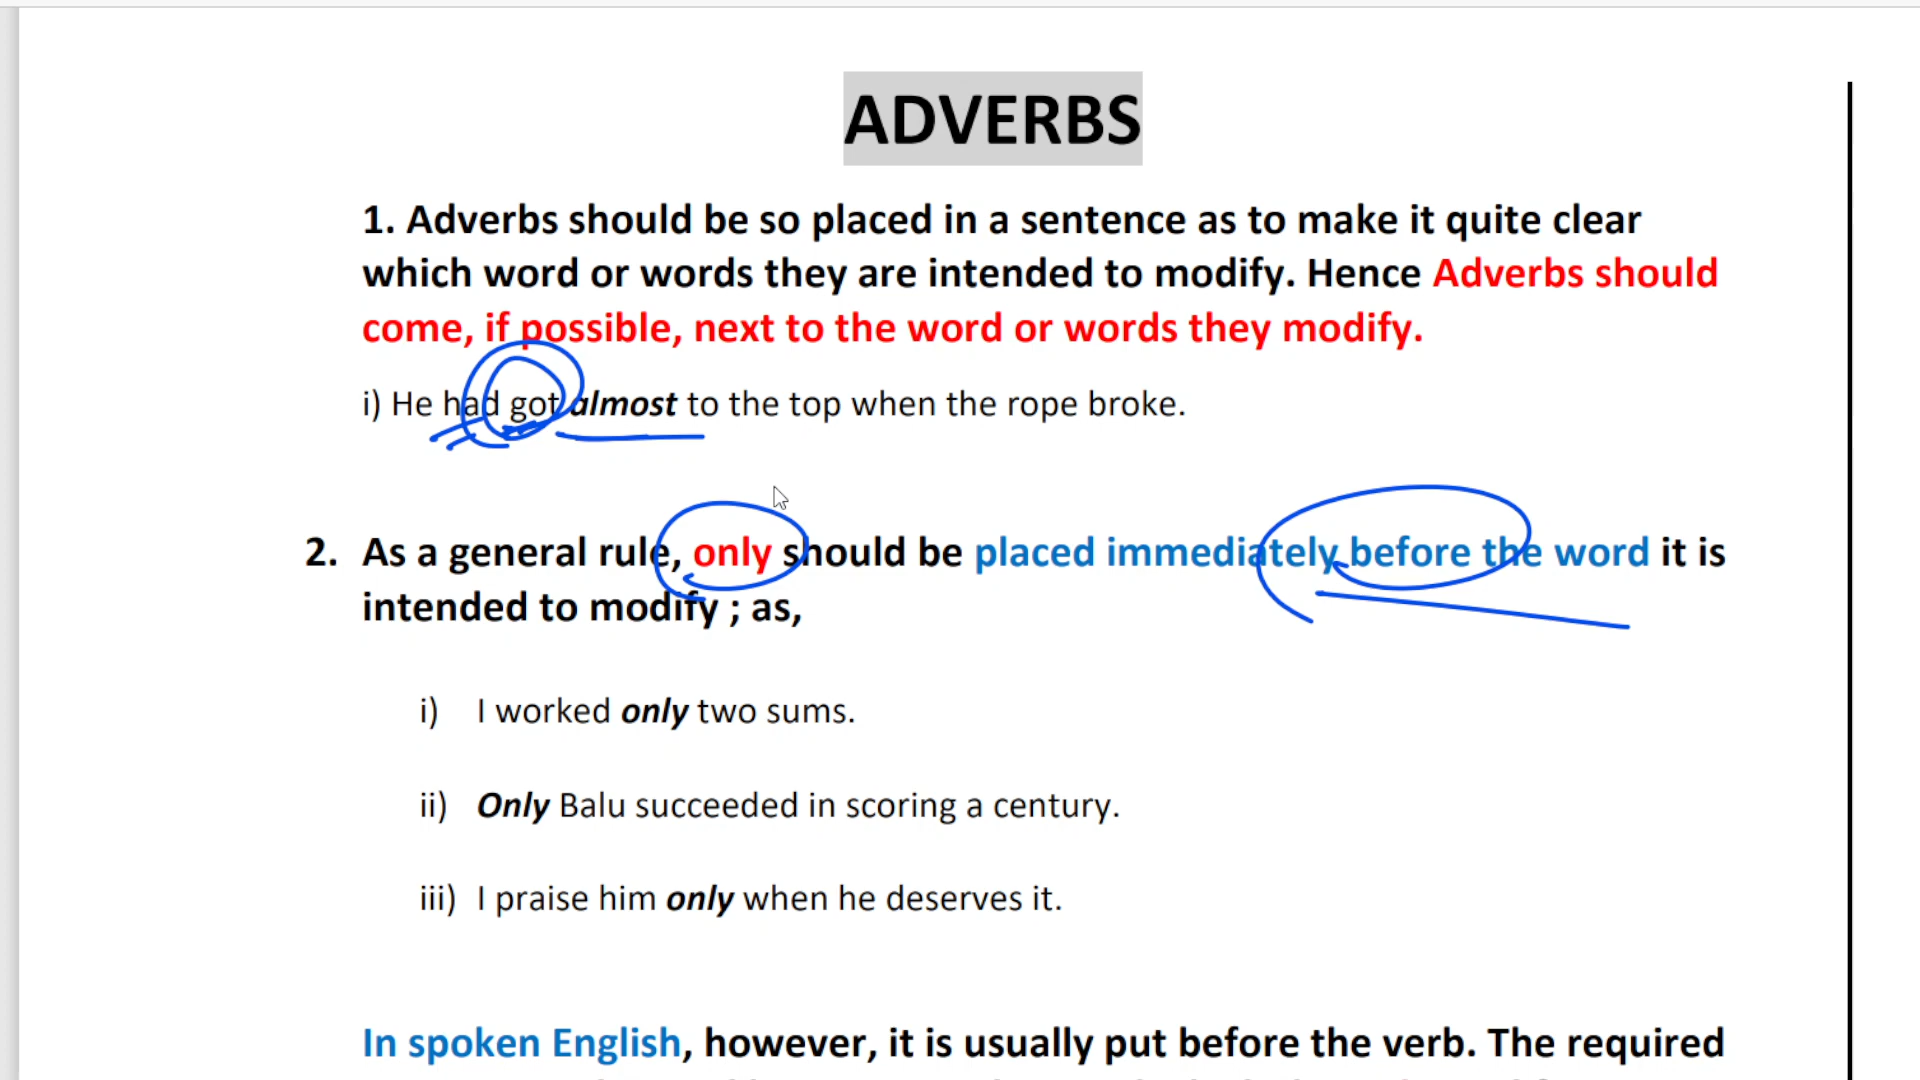 ADVERBS
1. Adverbs should be so placed in a sentence as to make it quite clear
which word or words they are intended to modify. Hence Adverbs should
come, if possible, next to the word or words they modify.
i) He had got almost to the top when the rope broke.
2. As a general rule, only should be placed immediately before the word it is
intended to modify ; as,
i) I worked only two sums.
ii) Only Balu succeeded in scoring a century.
iii) I praise him only when he deserves it.
In spoken English, however, it is usually put before the verb. The required